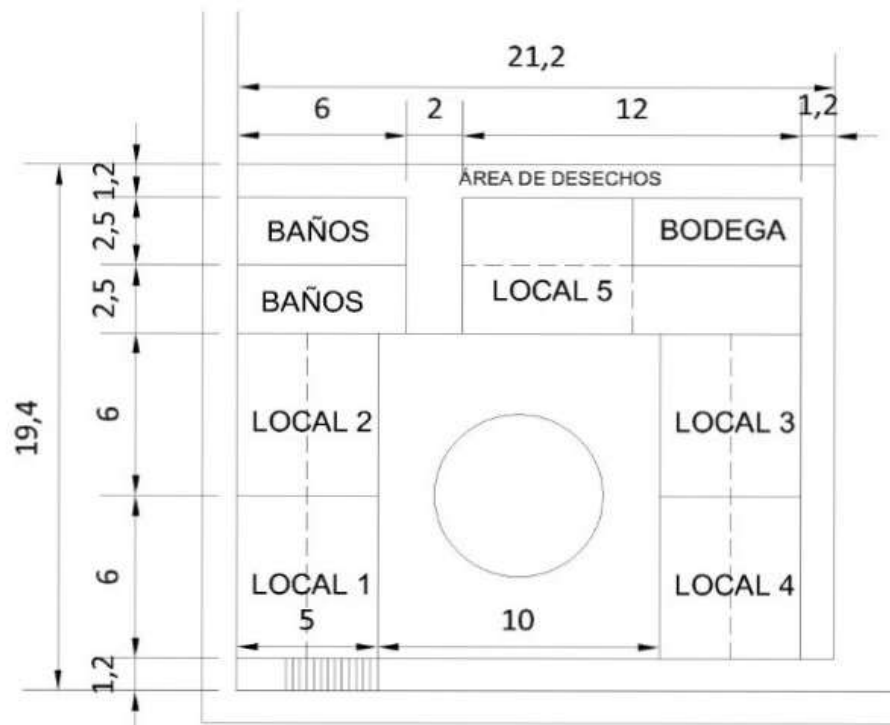 21,2
6 2 12 1,2
1,2
ÁREA DE DESECHOS
2,5
BAÑOS
BODEGA
2,5
BAÑOS
LOCAL 5
19,4
6
LOCAL 2
LOCAL 3
6
LOCAL 1
LOCAL 4
5
10
1,2